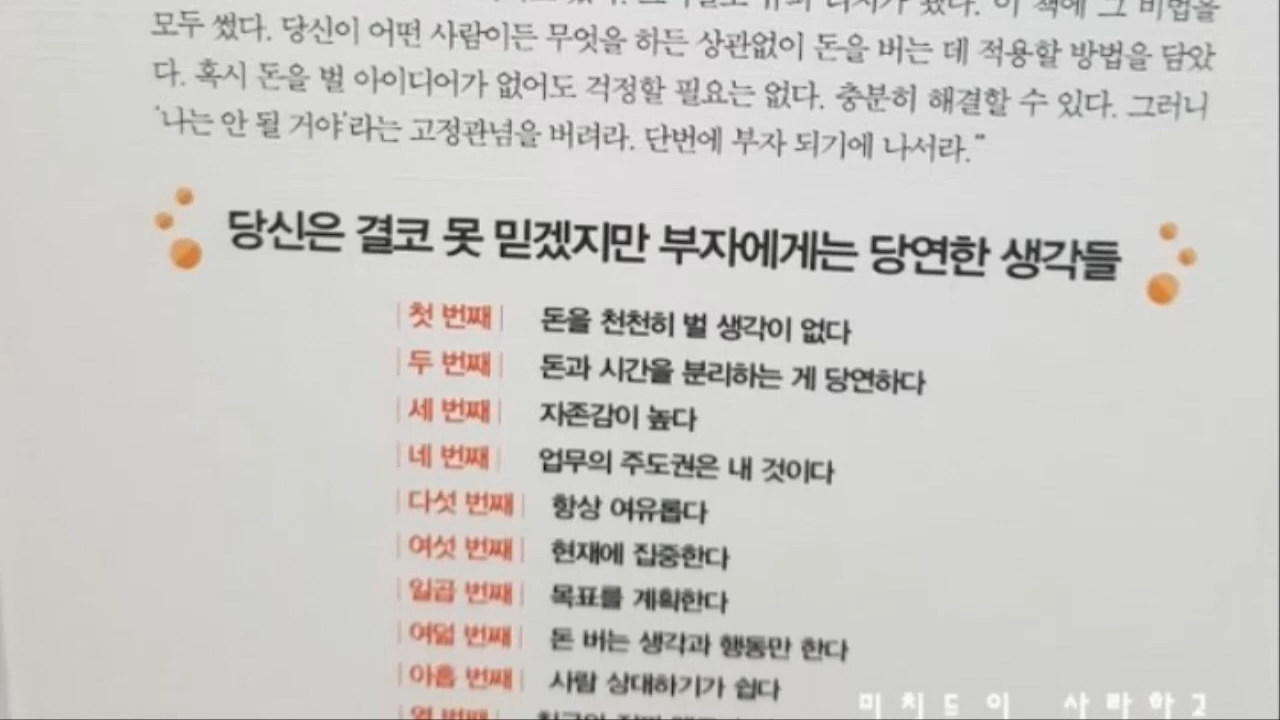 이 책에 그 비법을
모두 썼다. 당신이 어떤 사람이든 무엇을 하든 상관없이 돈을 버는 데 적용할 방법을 담았
다. 혹시 돈을 벌 아이디어가 없어도 걱정할 필요는 없다. 충분히 해결할 수 있다. 그러니
'나는 안 될 거야'라는 고정관념을 버려라. 단번에 부자 되기에 나서라.”
당신은 결코 못 믿겠지만 부자에게는 당연한 생각들
첫 번째 돈을 천천히 벌 생각이 없다
두 번째 돈과 시간을 분리하는 게 당연하다
세 번째 자존감이 높다
네 번째 업무의 주도권은 내 것이다
다섯 번째 항상 여유롭다
여섯 번째 현재에 집중한다
일곱 번째 목표를 계획한다
여덟 번째 돈 버는 생각과 행동만 한다
아홉 번째 사람 상대하기가 쉽다
열 번째
미치도이 사랑하고